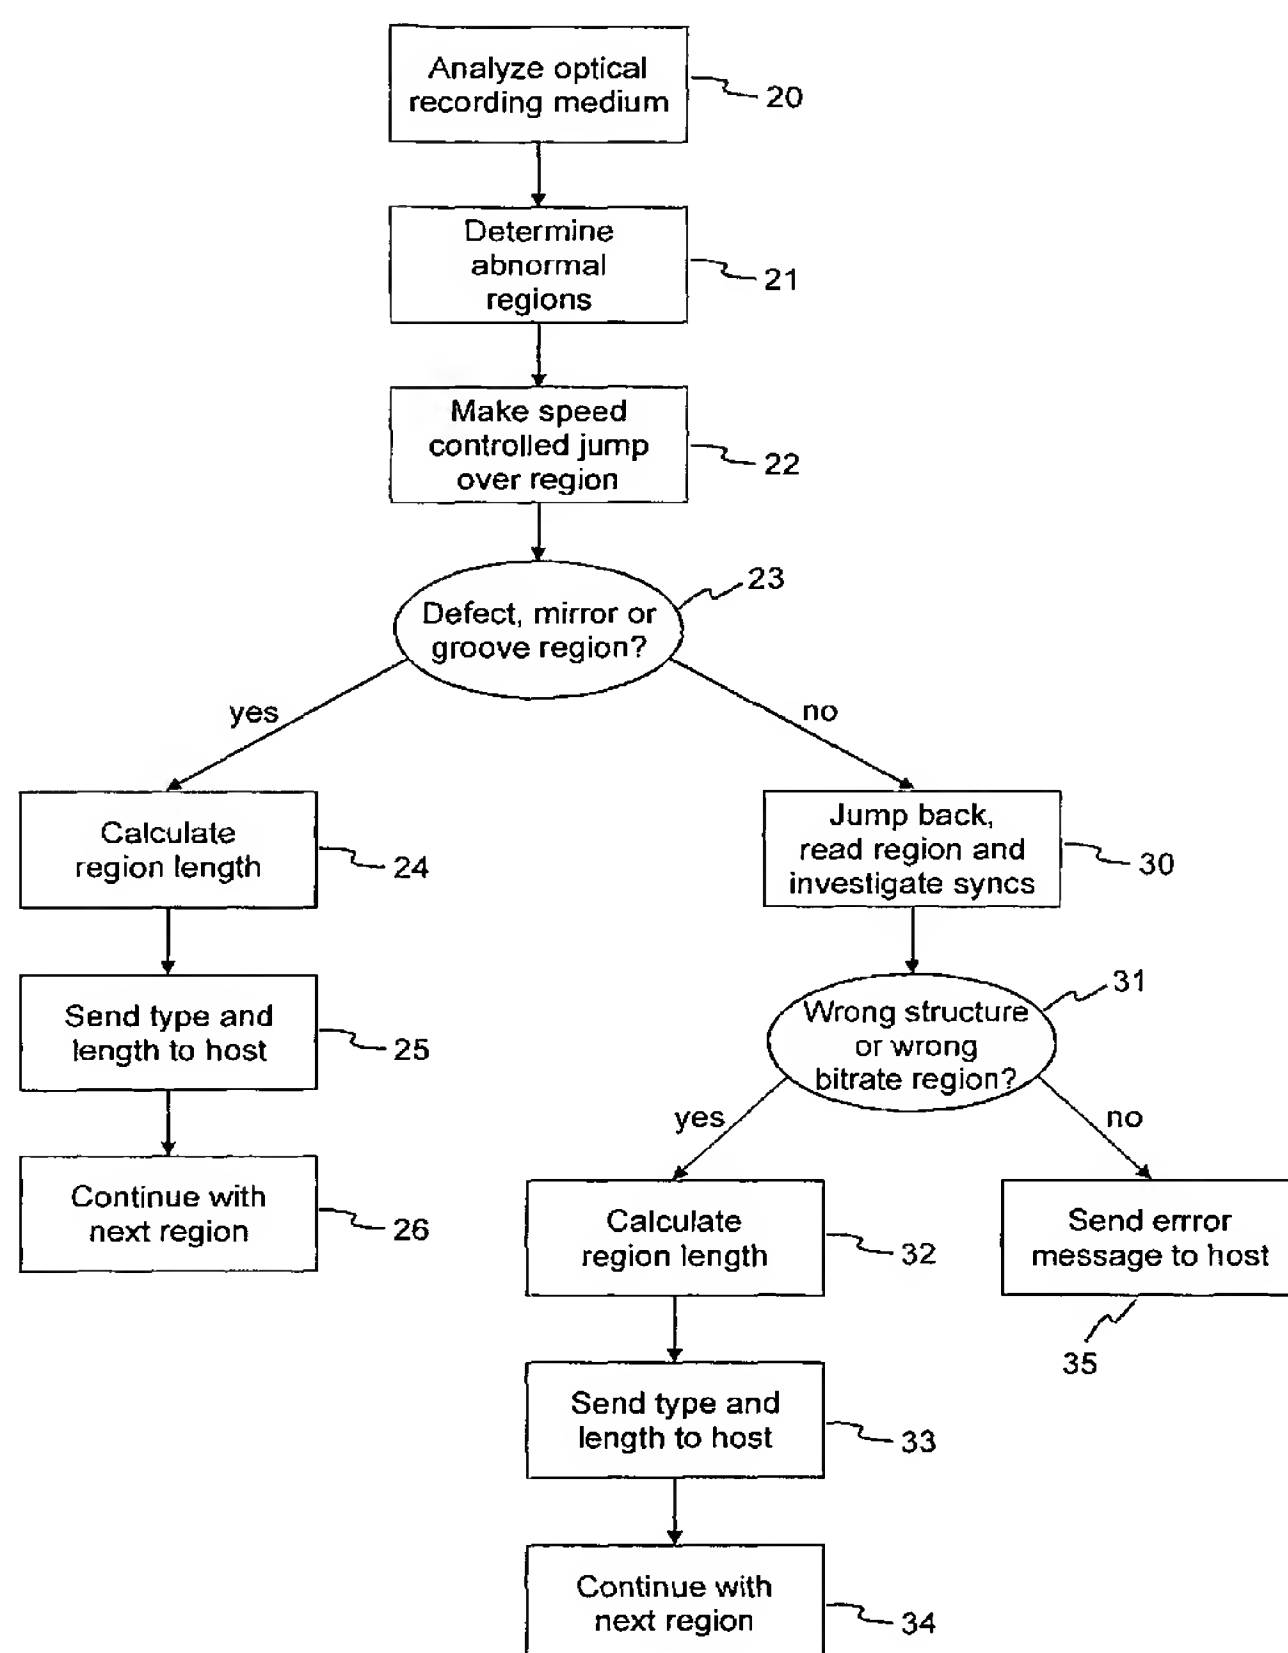 Analyze optical
recording medium
20
Determine
abnormal
regions
21
Make speed
controlled jump
over region
22
Defect, mirror or
groove region?
23
yes
no
Calculate
region length
24
Jump back,
read region and
investigate syncs
30
Send type and
length to host
25
Wrong structure
or wrong
bitrate region?
31
yes
no
Continue with
next region
26
Calculate
region length
32
Send errror
message to host
35
Send type and
length to host
33
Continue with
next region
34